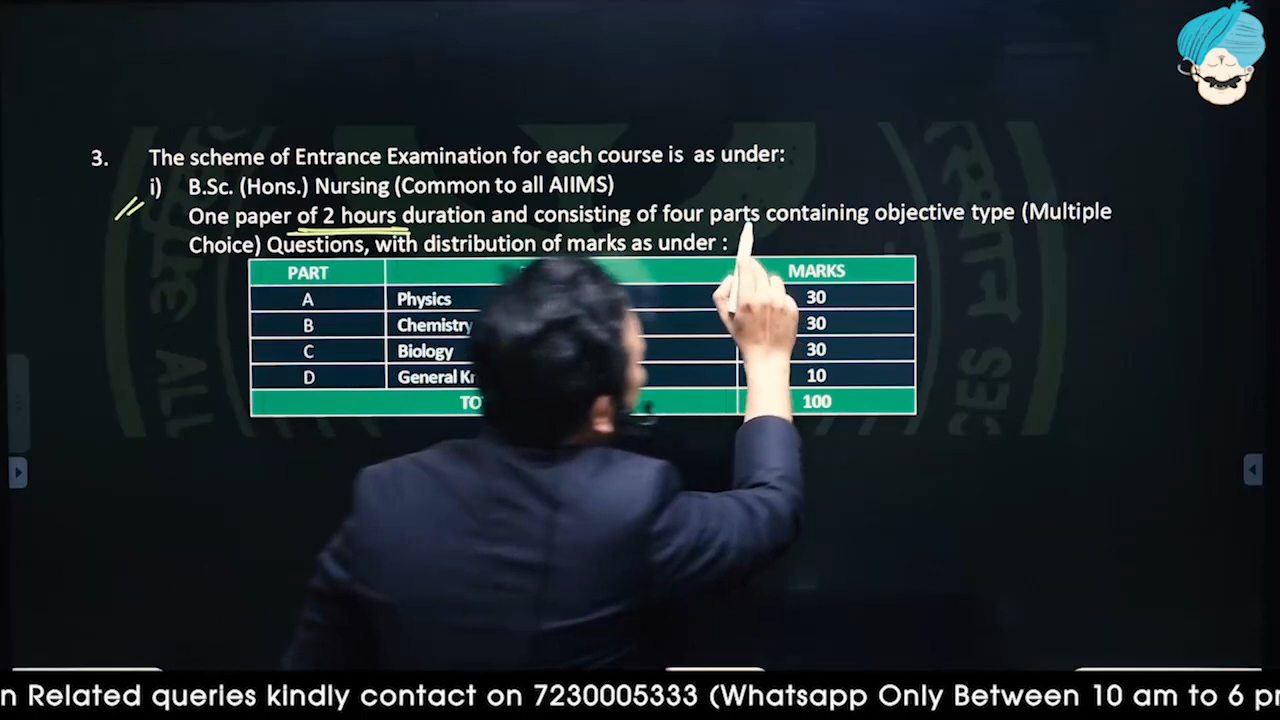 3. The scheme of Entrance Examination for each course is as under:
i) B.Sc. (Hons.) Nursing (Common to all AIIMS)
One paper of 2 hours duration and consisting of four parts containing objective type (Multiple
Choice) Questions, with distribution of marks as under :
PART MARKS
A Physics 30
B Chemistry 30
C Biology 30
D General 10
100
n Related queries kindly contact on 7230005333 (Whatsapp Only Between 10 am to 6 p